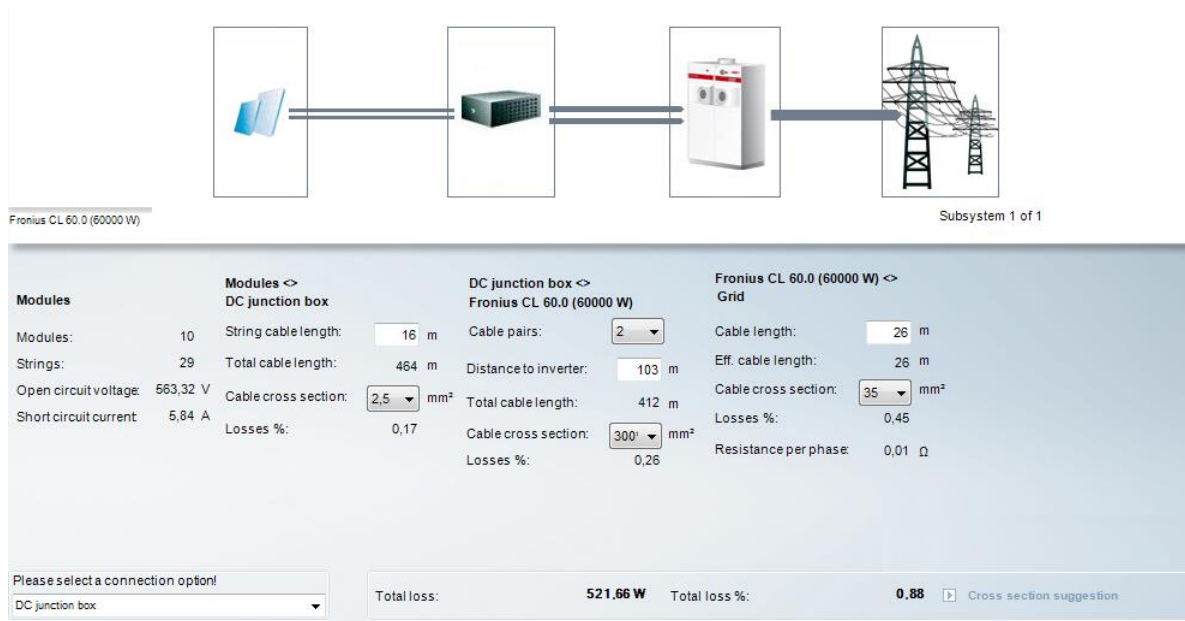 Fronius CL 60.0 (60000 W)
Subsystem 1 of 1
Modules
Modules: 10
Strings: 29
Open circuit voltage: 563,32 V
Short circuit current: 5,84 A
Modules <>
DC junction box
String cable length: 16 m
Total cable length: 464 m
Cable cross section: 2,5 mm²
Losses %: 0,17
DC junction box <>
Fronius CL 60.0 (60000 W)
Cable pairs: 2
Distance to inverter: 103 m
Total cable length: 412 m
Cable cross section: 300' mm²
Losses %: 0,26
Fronius CL 60.0 (60000 W) <>
Grid
Cable length: 26 m
Eff. cable length: 26 m
Cable cross section: 35 mm²
Losses %: 0,45
Resistance per phase: 0,01 Ω
Please select a connection option!
DC junction box
Total loss: 521,66 W Total loss %: 0,88 Cross section suggestion